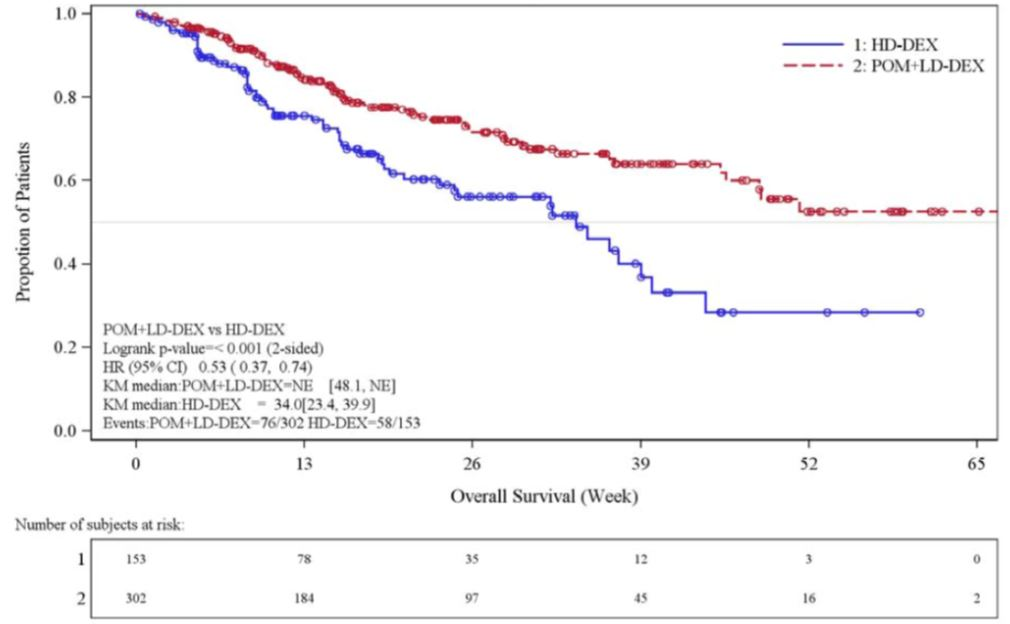 1.0
0.8
0.6
0.4
0.2
0.0
Propotion of Patients
1: HD-DEX
2: POM+LD-DEX
POM+LD-DEX vs HD-DEX
Logrank p-value=< 0.001 (2-sided)
HR (95% CI) 0.53 ( 0.37, 0.74)
KM median:POM+LD-DEX=NE [48.1, NE]
KM median:HD-DEX = 34.0[23.4, 39.9]
Events:POM+LD-DEX=76/302 HD-DEX=58/153
0 13 26 39 52 65
Overall Survival (Week)
Number of subjects at risk:
1 153 78 35 12 3 0
2 302 184 97 45 16 2